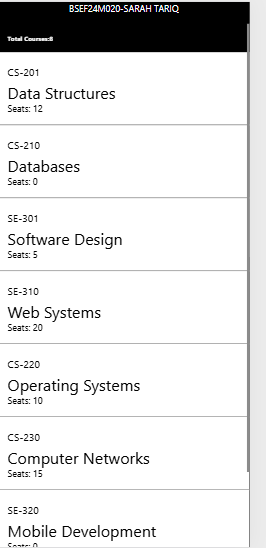 BSEF24M020-SARAH TARIQ
Total Courses:8
CS-201
Data Structures
Seats: 12
CS-210
Databases
Seats: 0
SE-301
Software Design
Seats: 5
SE-310
Web Systems
Seats: 20
CS-220
Operating Systems
Seats: 10
CS-230
Computer Networks
Seats: 15
SE-320
Mobile Development
Seats: 0